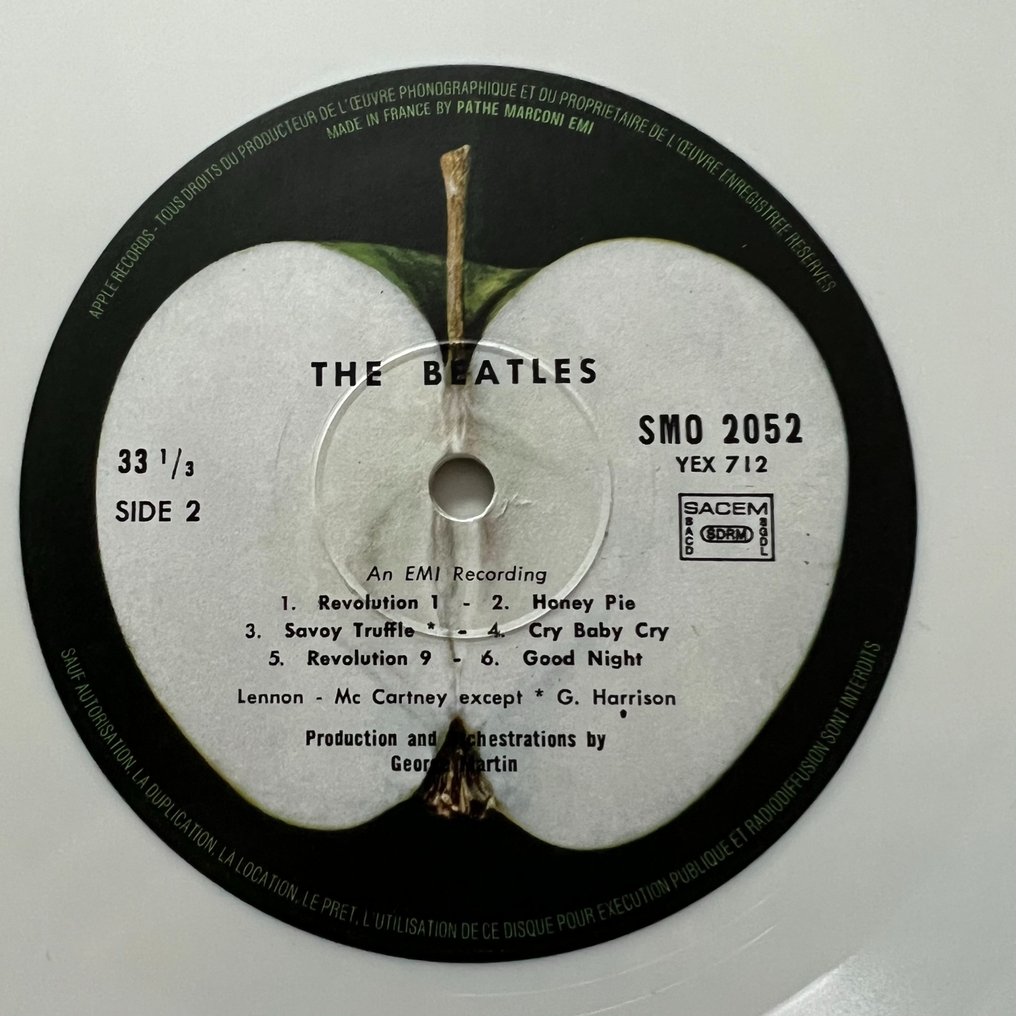 APPLE RECORDS - TOUS DROITS DU PRODUCTEUR DE L'ŒUVRE PHONOGRAPHIQUE ET DU PROPRIETAIRE DE L'ŒUVRE ENREGISTREE RESERVES
MADE IN FRANCE BY PATHE MARCONI EMI
THE BEATLES
33 1/3
SIDE 2
SMO 2052
YEX 712
SACEM
SACD
SDRM
SGDL
An EMI Recording
1. Revolution 1 - 2. Honey Pie
3. Savoy Truffle * - 4. Cry Baby Cry
5. Revolution 9 - 6. Good Night
Lennon - Mc Cartney except * G. Harrison
Production and Orchestrations by
George Martin
SAUF AUTORISATION, LA DUPLICATION, LA LOCATION, LE PRET, L'UTILISATION DE CE DISQUE POUR EXECUTION PUBLIQUE ET RADIODIFFUSION SONT INTERDITS